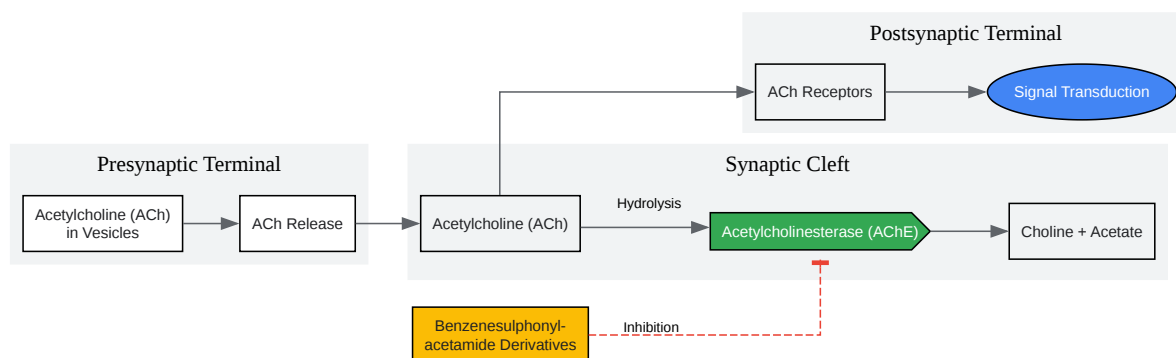 Postsynaptic Terminal
ACh Receptors
Signal Transduction
Presynaptic Terminal
Acetylcholine (ACh)
in Vesicles
ACh Release
Synaptic Cleft
Acetylcholine (ACh)
Hydrolysis
Acetylcholinesterase (AChE)
Choline + Acetate
Benzenesulphonyl-
acetamide Derivatives
Inhibition